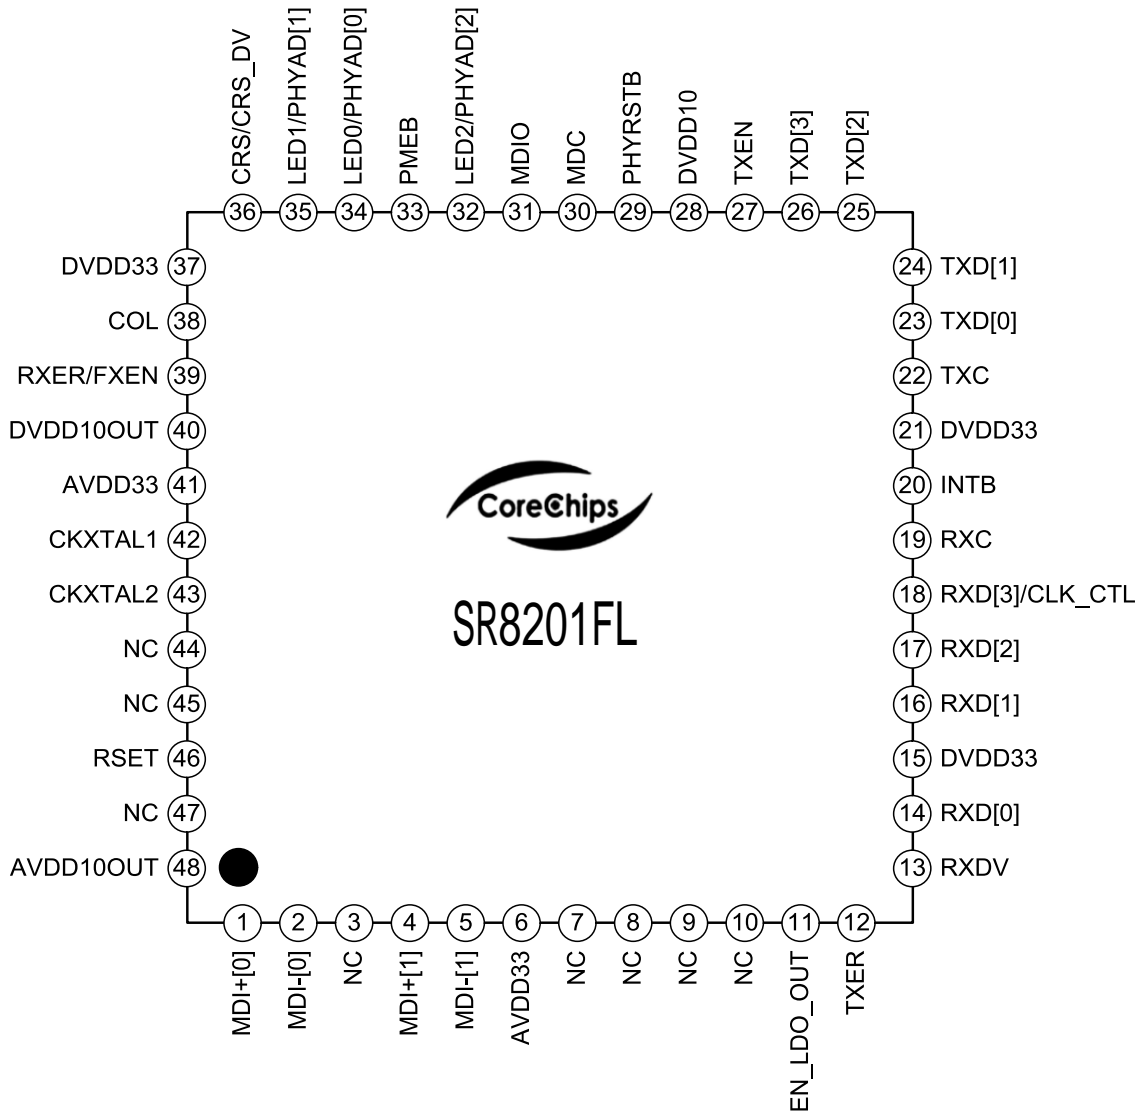 CRS/CRS_DV
LED1/PHYAD[1]
LED0/PHYAD[0]
PMEB
LED2/PHYAD[2]
MDIO
MDC
PHYRSTB
DVDD10
TXEN
TXD[3]
TXD[2]
36 35 34 33 32 31 30 29 28 27 26 25
DVDD33 37
COL 38
RXER/FXEN 39
DVDD10OUT 40
AVDD33 41
CKXTAL1 42
CKXTAL2 43
NC 44
NC 45
RSET 46
NC 47
AVDD10OUT 48
CoreChips
SR8201FL
24 TXD[1]
23 TXD[0]
22 TXC
21 DVDD33
20 INTB
19 RXC
18 RXD[3]/CLK_CTL
17 RXD[2]
16 RXD[1]
15 DVDD33
14 RXD[0]
13 RXDV
1 2 3 4 5 6 7 8 9 10 11 12
MDI+[0]
MDI-[0]
NC
MDI+[1]
MDI-[1]
AVDD33
NC
NC
NC
NC
EN_LDO_OUT
TXER